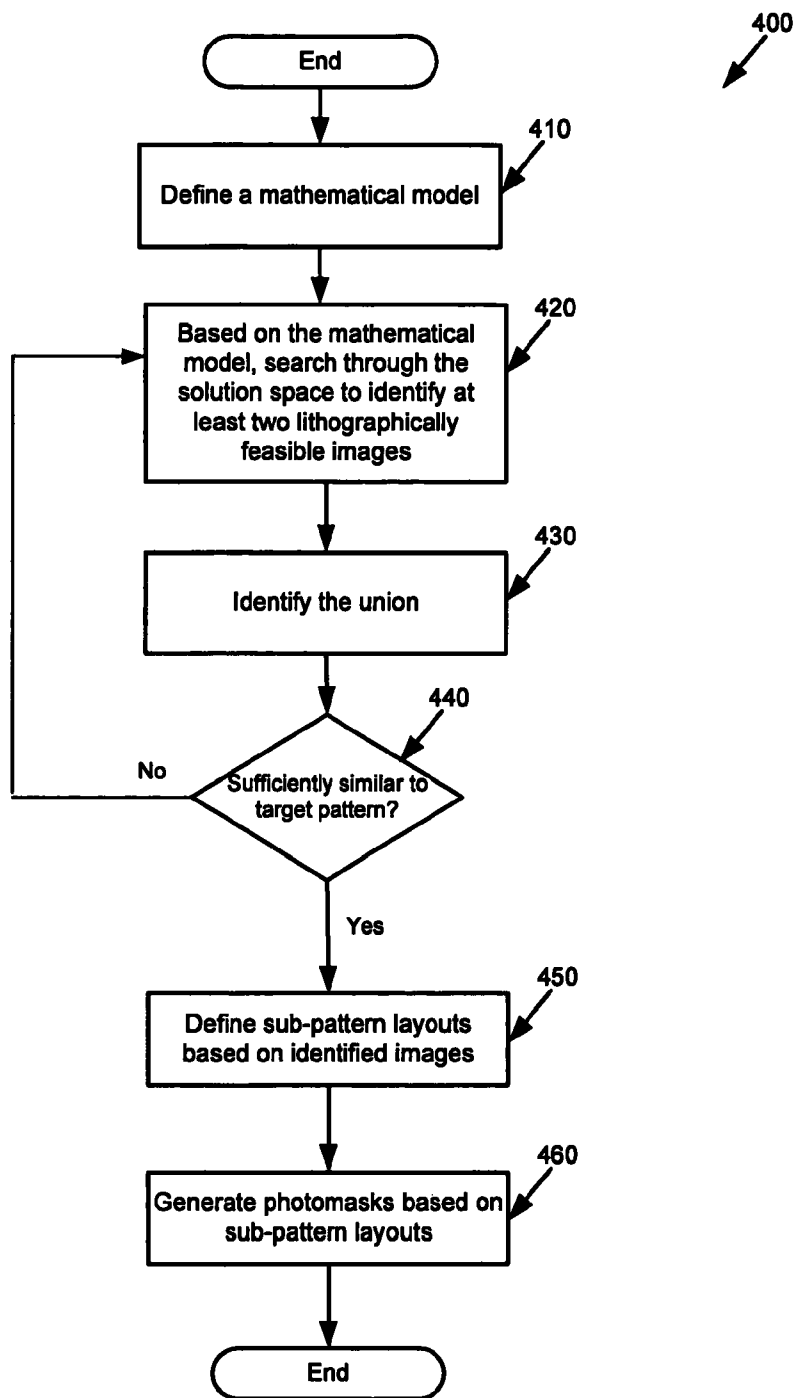 400
End
410
Define a mathematical model
420
Based on the mathematical
model, search through the
solution space to identify at
least two lithographically
feasible images
430
Identify the union
440
No
Sufficiently similar to
target pattern?
Yes
450
Define sub-pattern layouts
based on identified images
460
Generate photomasks based on
sub-pattern layouts
End